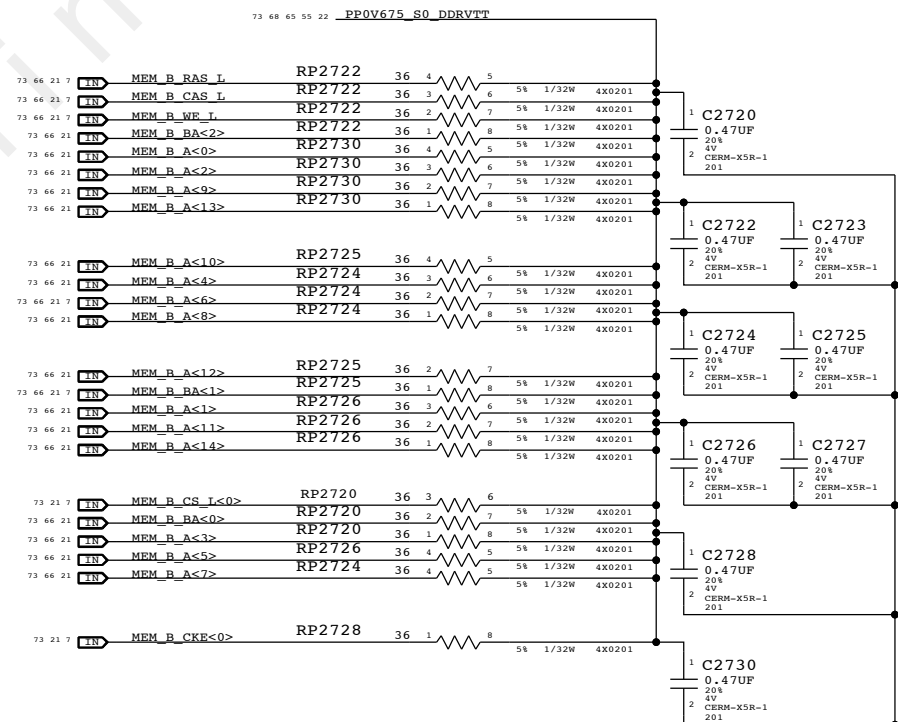 73 68 65 55 22 PP0V675_S0_DDRVTT
73 66 21 7 IN MEM_B_RAS_L RP2722 36 4 5 5% 1/32W 4X0201
73 66 21 7 IN MEM_B_CAS_L RP2722 36 3 6 5% 1/32W 4X0201
73 66 21 7 IN MEM_B_WE_L RP2722 36 2 7 5% 1/32W 4X0201
73 66 21 IN MEM_B_BA<2> RP2722 36 1 8 5% 1/32W 4X0201
73 66 21 IN MEM_B_A<0> RP2730 36 4 5 5% 1/32W 4X0201
73 66 21 IN MEM_B_A<2> RP2730 36 3 6 5% 1/32W 4X0201
73 66 21 IN MEM_B_A<9> RP2730 36 2 7 5% 1/32W 4X0201
73 66 21 IN MEM_B_A<13> RP2730 36 1 8 5% 1/32W 4X0201
73 66 21 IN MEM_B_A<10> RP2725 36 4 5 5% 1/32W 4X0201
73 66 21 IN MEM_B_A<4> RP2724 36 3 6 5% 1/32W 4X0201
73 66 21 7 IN MEM_B_A<6> RP2724 36 2 7 5% 1/32W 4X0201
73 66 21 IN MEM_B_A<8> RP2724 36 1 8 5% 1/32W 4X0201
73 66 21 IN MEM_B_A<12> RP2725 36 2 7 5% 1/32W 4X0201
73 66 21 7 IN MEM_B_BA<1> RP2725 36 1 8 5% 1/32W 4X0201
73 66 21 IN MEM_B_A<1> RP2726 36 3 6 5% 1/32W 4X0201
73 66 21 IN MEM_B_A<11> RP2726 36 2 7 5% 1/32W 4X0201
73 66 21 IN MEM_B_A<14> RP2726 36 1 8 5% 1/32W 4X0201
73 21 7 IN MEM_B_CS_L<0> RP2720 36 3 6 5% 1/32W 4X0201
73 66 21 IN MEM_B_BA<0> RP2720 36 2 7 5% 1/32W 4X0201
73 66 21 IN MEM_B_A<3> RP2720 36 1 8 5% 1/32W 4X0201
73 66 21 IN MEM_B_A<5> RP2726 36 4 5 5% 1/32W 4X0201
73 66 21 IN MEM_B_A<7> RP2724 36 4 5 5% 1/32W 4X0201
73 21 7 IN MEM_B_CKE<0> RP2728 36 1 8 5% 1/32W 4X0201
1 C2720
0.47UF
20%
4V
2 CERM-X5R-1
201
1 C2722 1 C2723
0.47UF 0.47UF
20% 20%
4V 4V
2 CERM-X5R-1 2 CERM-X5R-1
201 201
1 C2724 1 C2725
0.47UF 0.47UF
20% 20%
4V 4V
2 CERM-X5R-1 2 CERM-X5R-1
201 201
1 C2726 1 C2727
0.47UF 0.47UF
20% 20%
4V 4V
2 CERM-X5R-1 2 CERM-X5R-1
201 201
1 C2728
0.47UF
20%
4V
2 CERM-X5R-1
201
1 C2730
0.47UF
20%
4V
2 CERM-X5R-1
201